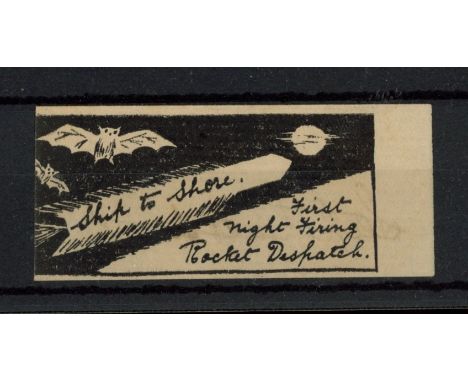 Ship to Shore.
First
night Firing
Rocket Despatch.